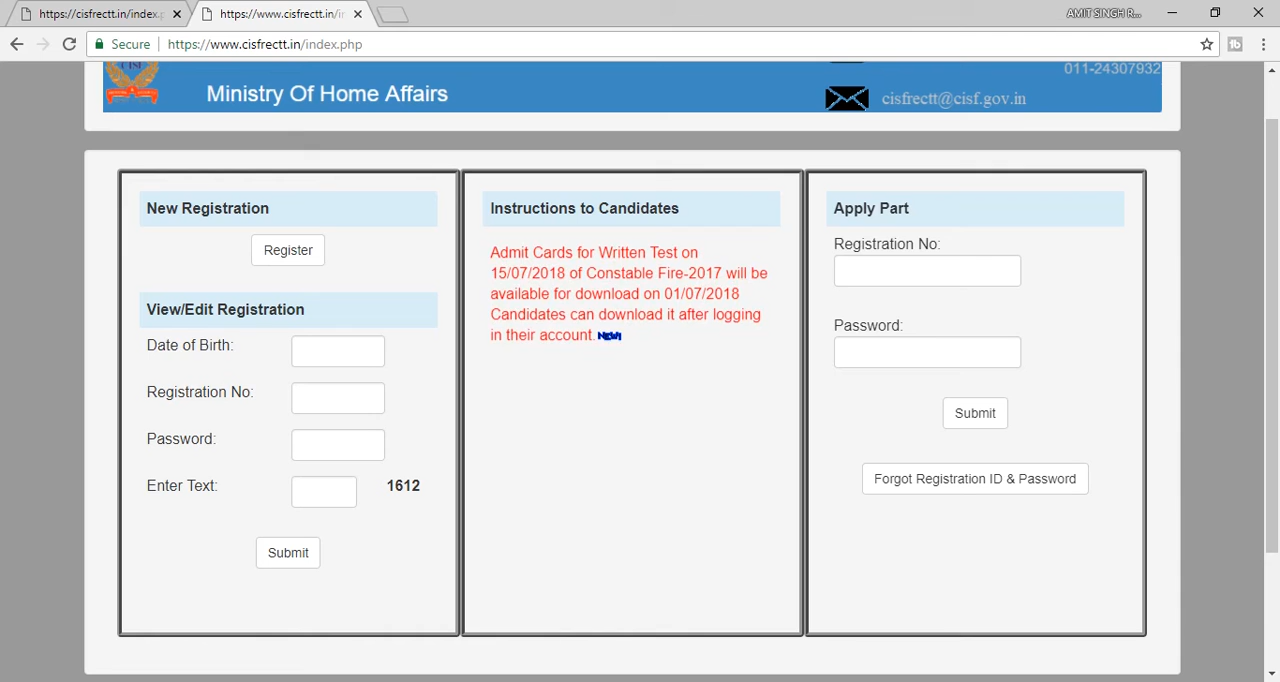 https://cisfrectt.in/index.p
https://www.cisfrectt.in/in
AMIT SINGH R...
Secure
https://www.cisfrectt.in/index.php
Ministry Of Home Affairs
011-24307932
cisfrectt@cisf.gov.in
New Registration
Register
View/Edit Registration
Date of Birth:
Registration No:
Password:
Enter Text:
1612
Submit
Instructions to Candidates
Admit Cards for Written Test on
15/07/2018 of Constable Fire-2017 will be
available for download on 01/07/2018
Candidates can download it after logging
in their account. NEW!
Apply Part
Registration No:
Password:
Submit
Forgot Registration ID & Password